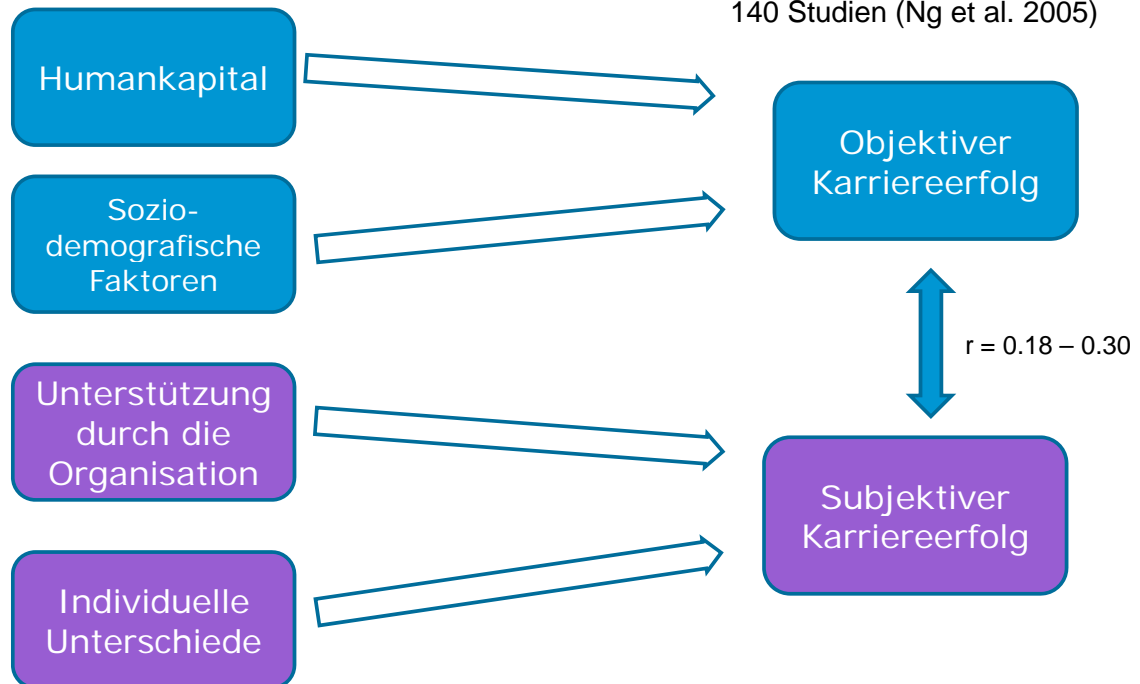 140 Studien (Ng et al. 2005)
Humankapital
Objektiver
Karriereerfolg
Sozio-
demografische
Faktoren
r = 0.18 – 0.30
Unterstützung
durch die
Organisation
Subjektiver
Karriereerfolg
Individuelle
Unterschiede